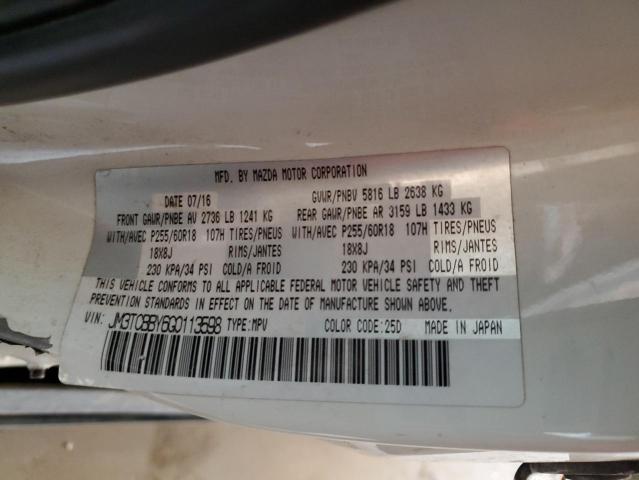 MFD. BY MAZDA MOTOR CORPORATION
DATE 07/16 GVWR/PNBV 5816 LB 2638 KG
FRONT GAWR/PNBE AV 2736 LB 1241 KG REAR GAWR/PNBE AR 3159 LB 1433 KG
WITH/AVEC P255/60R18 107H TIRES/PNEUS WITH/AVEC P255/60R18 107H TIRES/PNEUS
18X8J RIMS/JANTES 18X8J RIMS/JANTES
230 KPA/34 PSI COLD/A FROID 230 KPA/34 PSI COLD/A FROID
THIS VEHICLE CONFORMS TO ALL APPLICABLE FEDERAL MOTOR VEHICLE SAFETY AND THEFT
PREVENTION STANDARDS IN EFFECT ON THE DATE OF MANUFACTURE SHOWN ABOVE.
VIN: JM3TCBBY6G0113598 TYPE:MPV COLOR CODE:25D MADE IN JAPAN